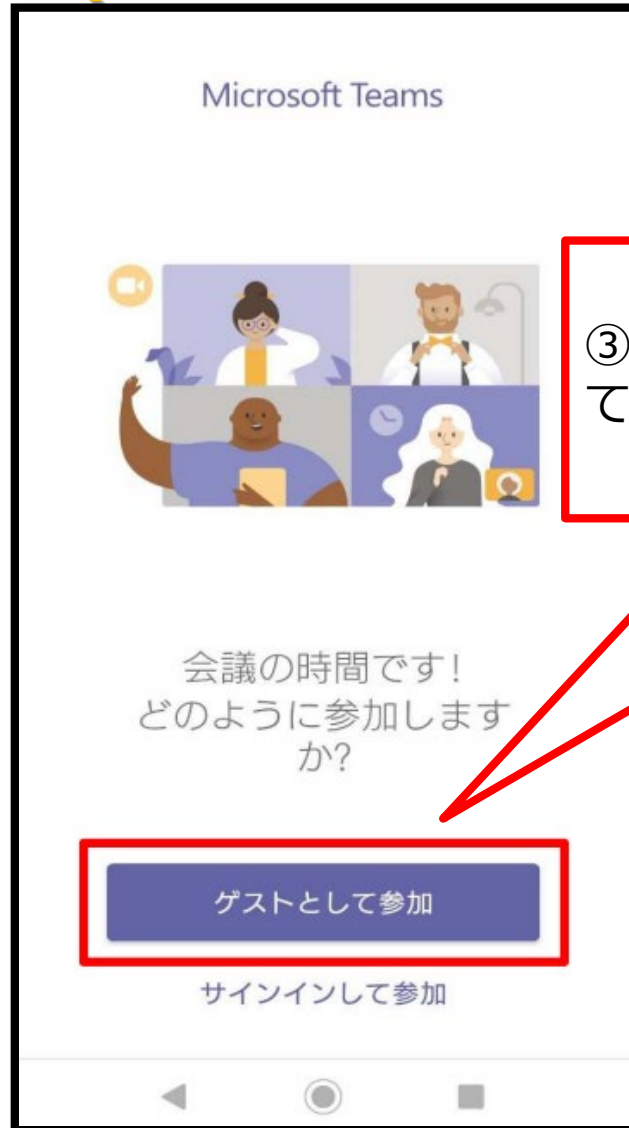 Microsoft Teams
③
て
会議の時間です!
どのように参加します
か?
ゲストとして参加
サインインして参加